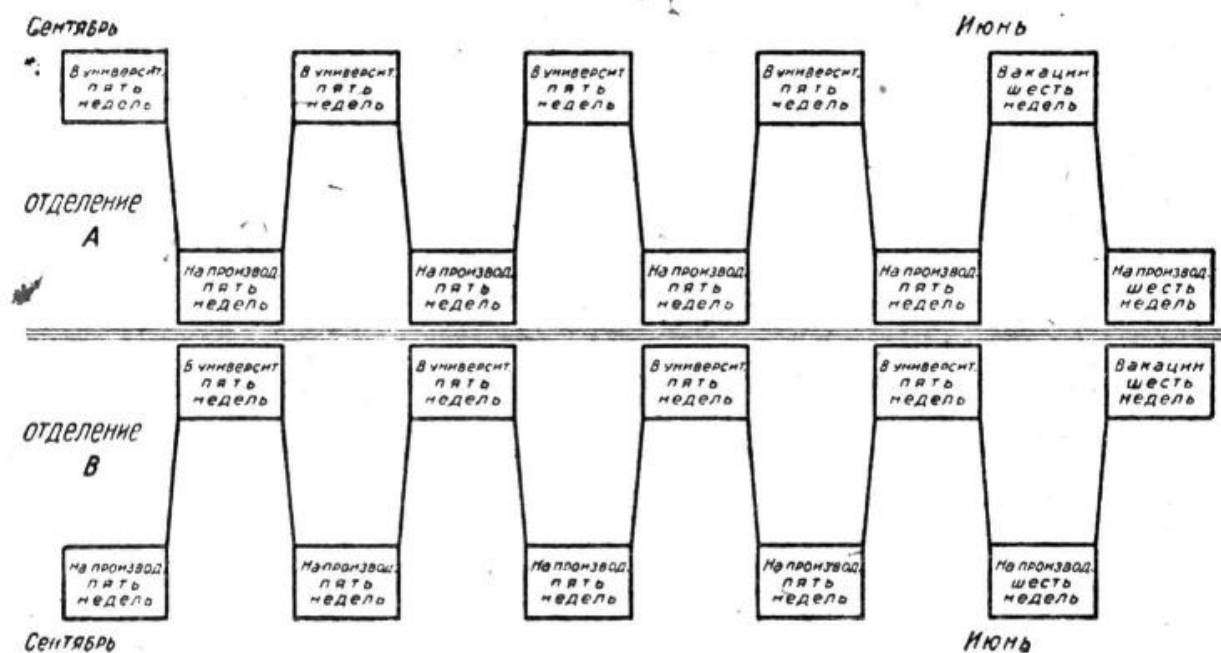 Сентябрь
Июнь
В университ.
пять
недель
В университ.
пять
недель
В университ
пять
недель
В университ
пять
недель
Вакации
шесть
недель
отделение
А
На производ.
пять
недель
На производ.
пять
недель
На производ.
пять
недель
На производ.
пять
недель
На производ.
шесть
недель
В университ.
пять
недель
В университ.
пять
недель
В университ.
пять
недель
В университ.
пять
недель
Вакации
шесть
недель
отделение
В
На производ.
пять
недель
На производ.
пять
недель
На производ.
пять
недель
На производ.
пять
недель
На производ.
шесть
недель
Сентябрь
Июнь